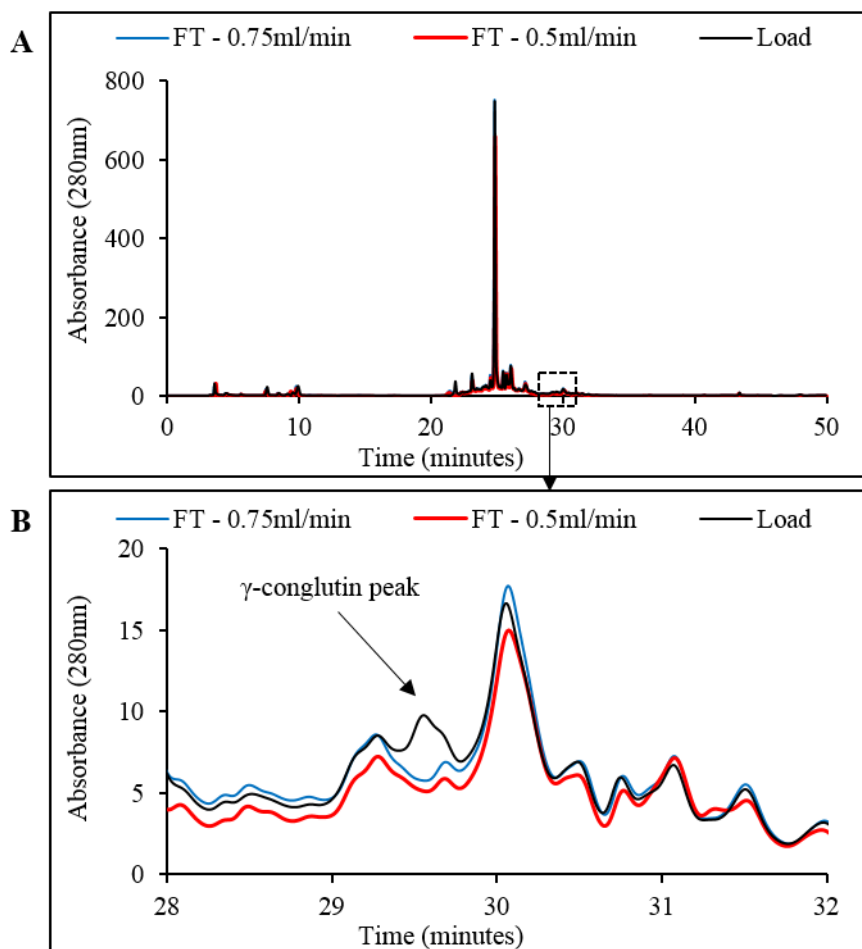 A
FT - 0.75ml/min FT - 0.5ml/min Load
Absorbance (280nm)
800
600
400
200
0
0 10 20 30 40 50
Time (minutes)
B
FT - 0.75ml/min FT - 0.5ml/min Load
γ-conglutin peak
Absorbance (280nm)
20
15
10
5
0
28 29 30 31 32
Time (minutes)